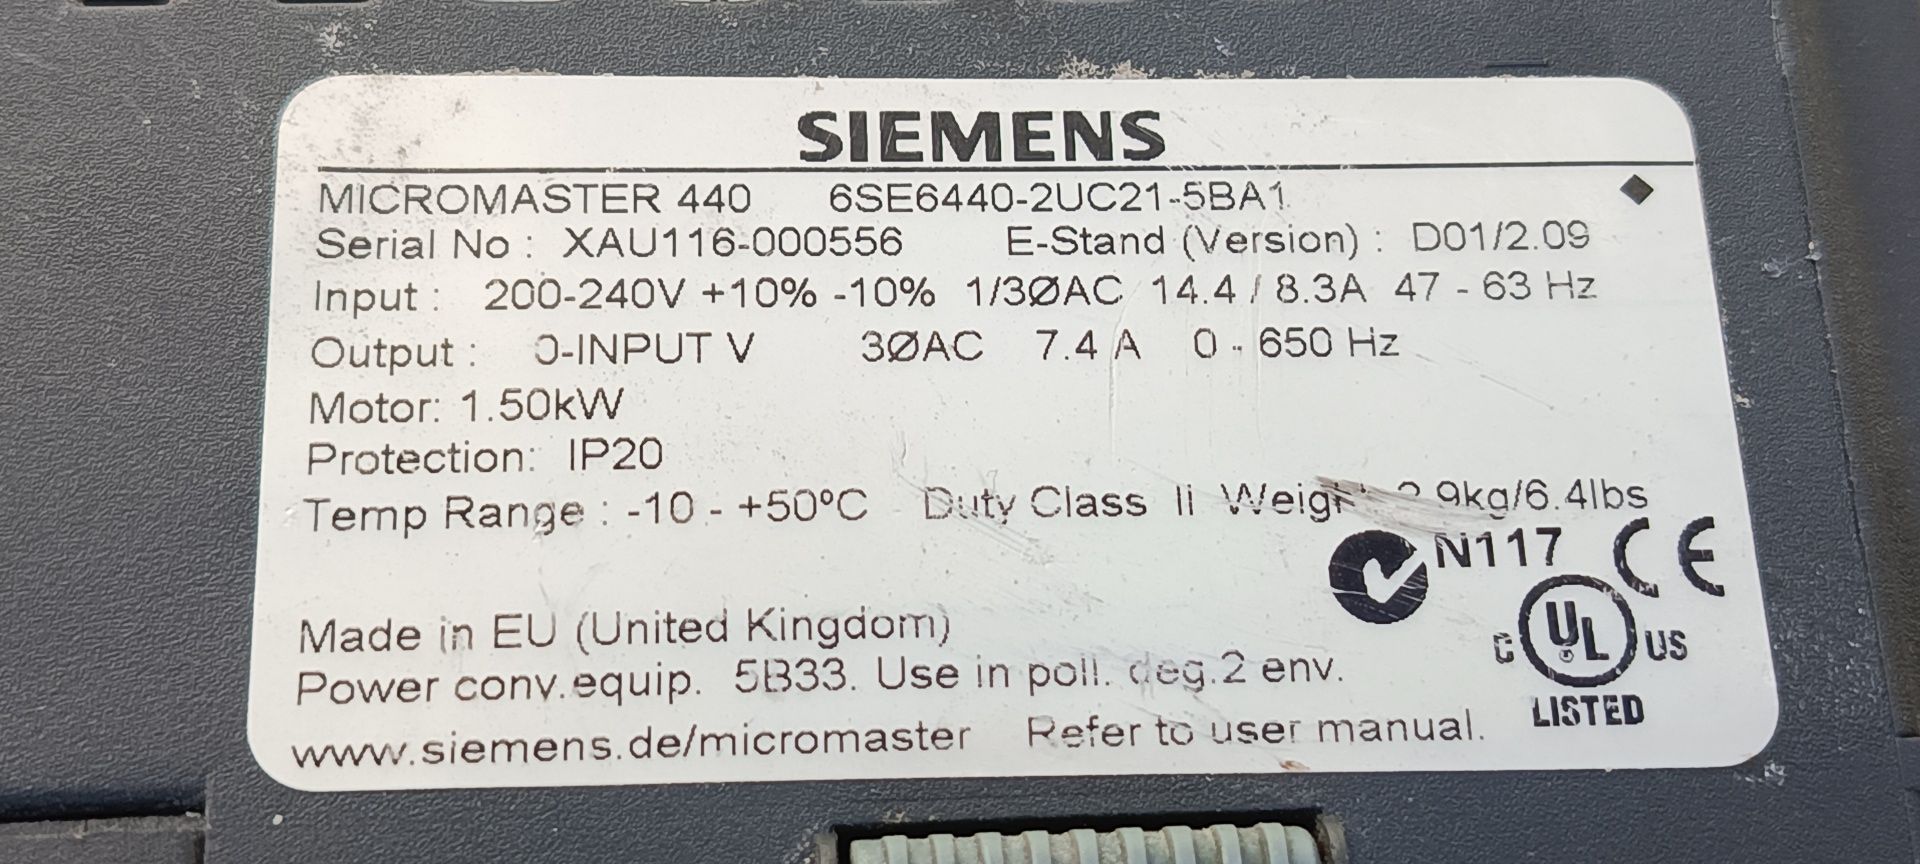 SIEMENS
MICROMASTER 440 6SE6440-2UC21-5BA1
Serial No : XAU116-000556 E-Stand (Version) : D01/2.09
Input : 200-240V +10% -10% 1/3ØAC 14.4 / 8.3A 47 - 63 Hz
Output : 0-INPUT V 3ØAC 7.4 A 0 - 650 Hz
Motor: 1.50kW
Protection: IP20
Temp Range : -10 - +50ºC Duty Class II 6.4lbs
N117 CE
Made in EU (United Kingdom)
C UL US
Power conv.equip. 5B33. Use in poll. deg.2 env.
LISTED
www.siemens.de/micromaster Refer to user manual.